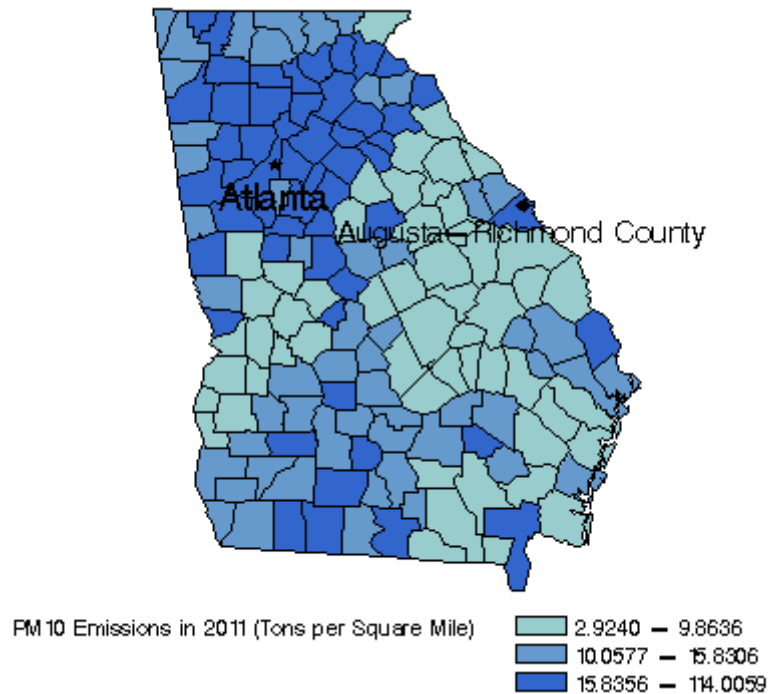 Atlanta
Augusta–Richmond County
PM10 Emissions in 2011 (Tons per Square Mile)
2.9240 – 9.8636
10.0577 – 15.8306
15.8356 – 114.0059